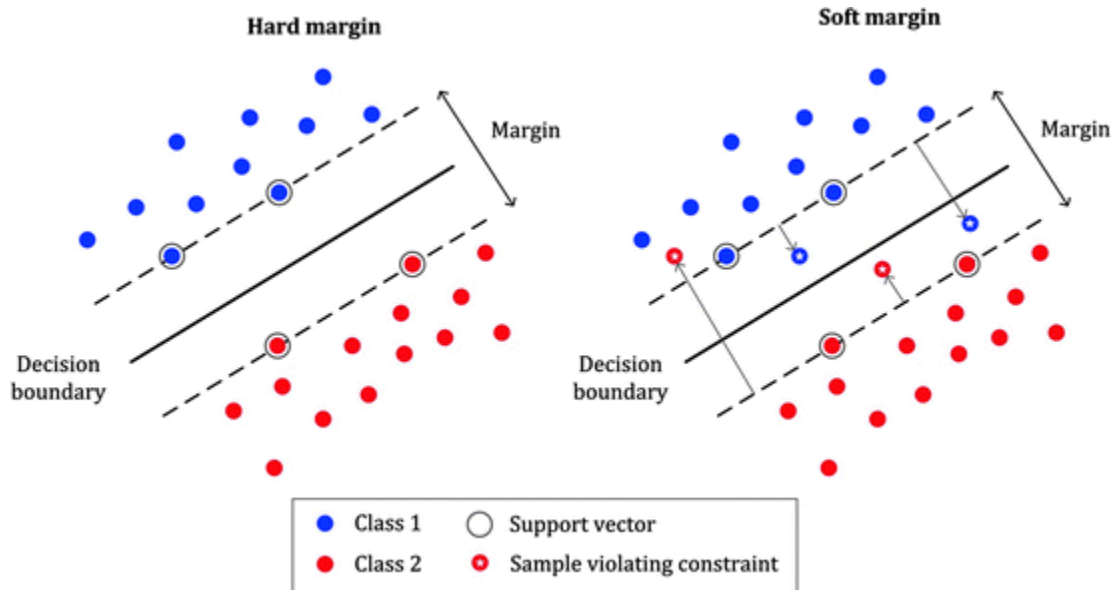 Hard margin
Margin
Decision
boundary
Soft margin
Margin
Decision
boundary
Class 1
Support vector
Class 2
Sample violating constraint